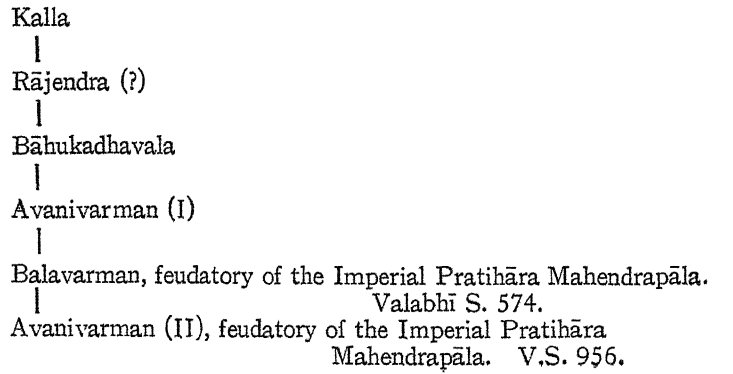 Kalla
Rājendra (?)
Bāhukadhavala
Avanivarman (I)
Balavarman, feudatory of the Imperial Pratihāra Mahendrapāla.
Valabhī S. 574.
Avanivarman (II), feudatory of the Imperial Pratihāra
Mahendrapāla. V.S. 956.